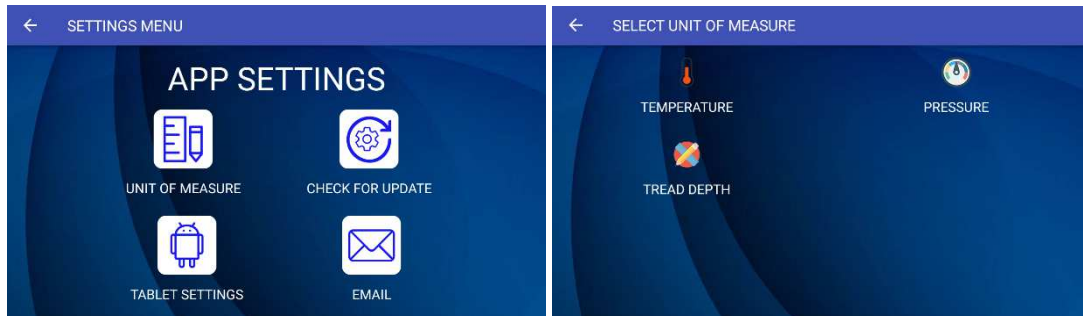 SETTINGS MENU
APP SETTINGS
UNIT OF MEASURE
CHECK FOR UPDATE
TABLET SETTINGS
EMAIL
SELECT UNIT OF MEASURE
TEMPERATURE
PRESSURE
TREAD DEPTH